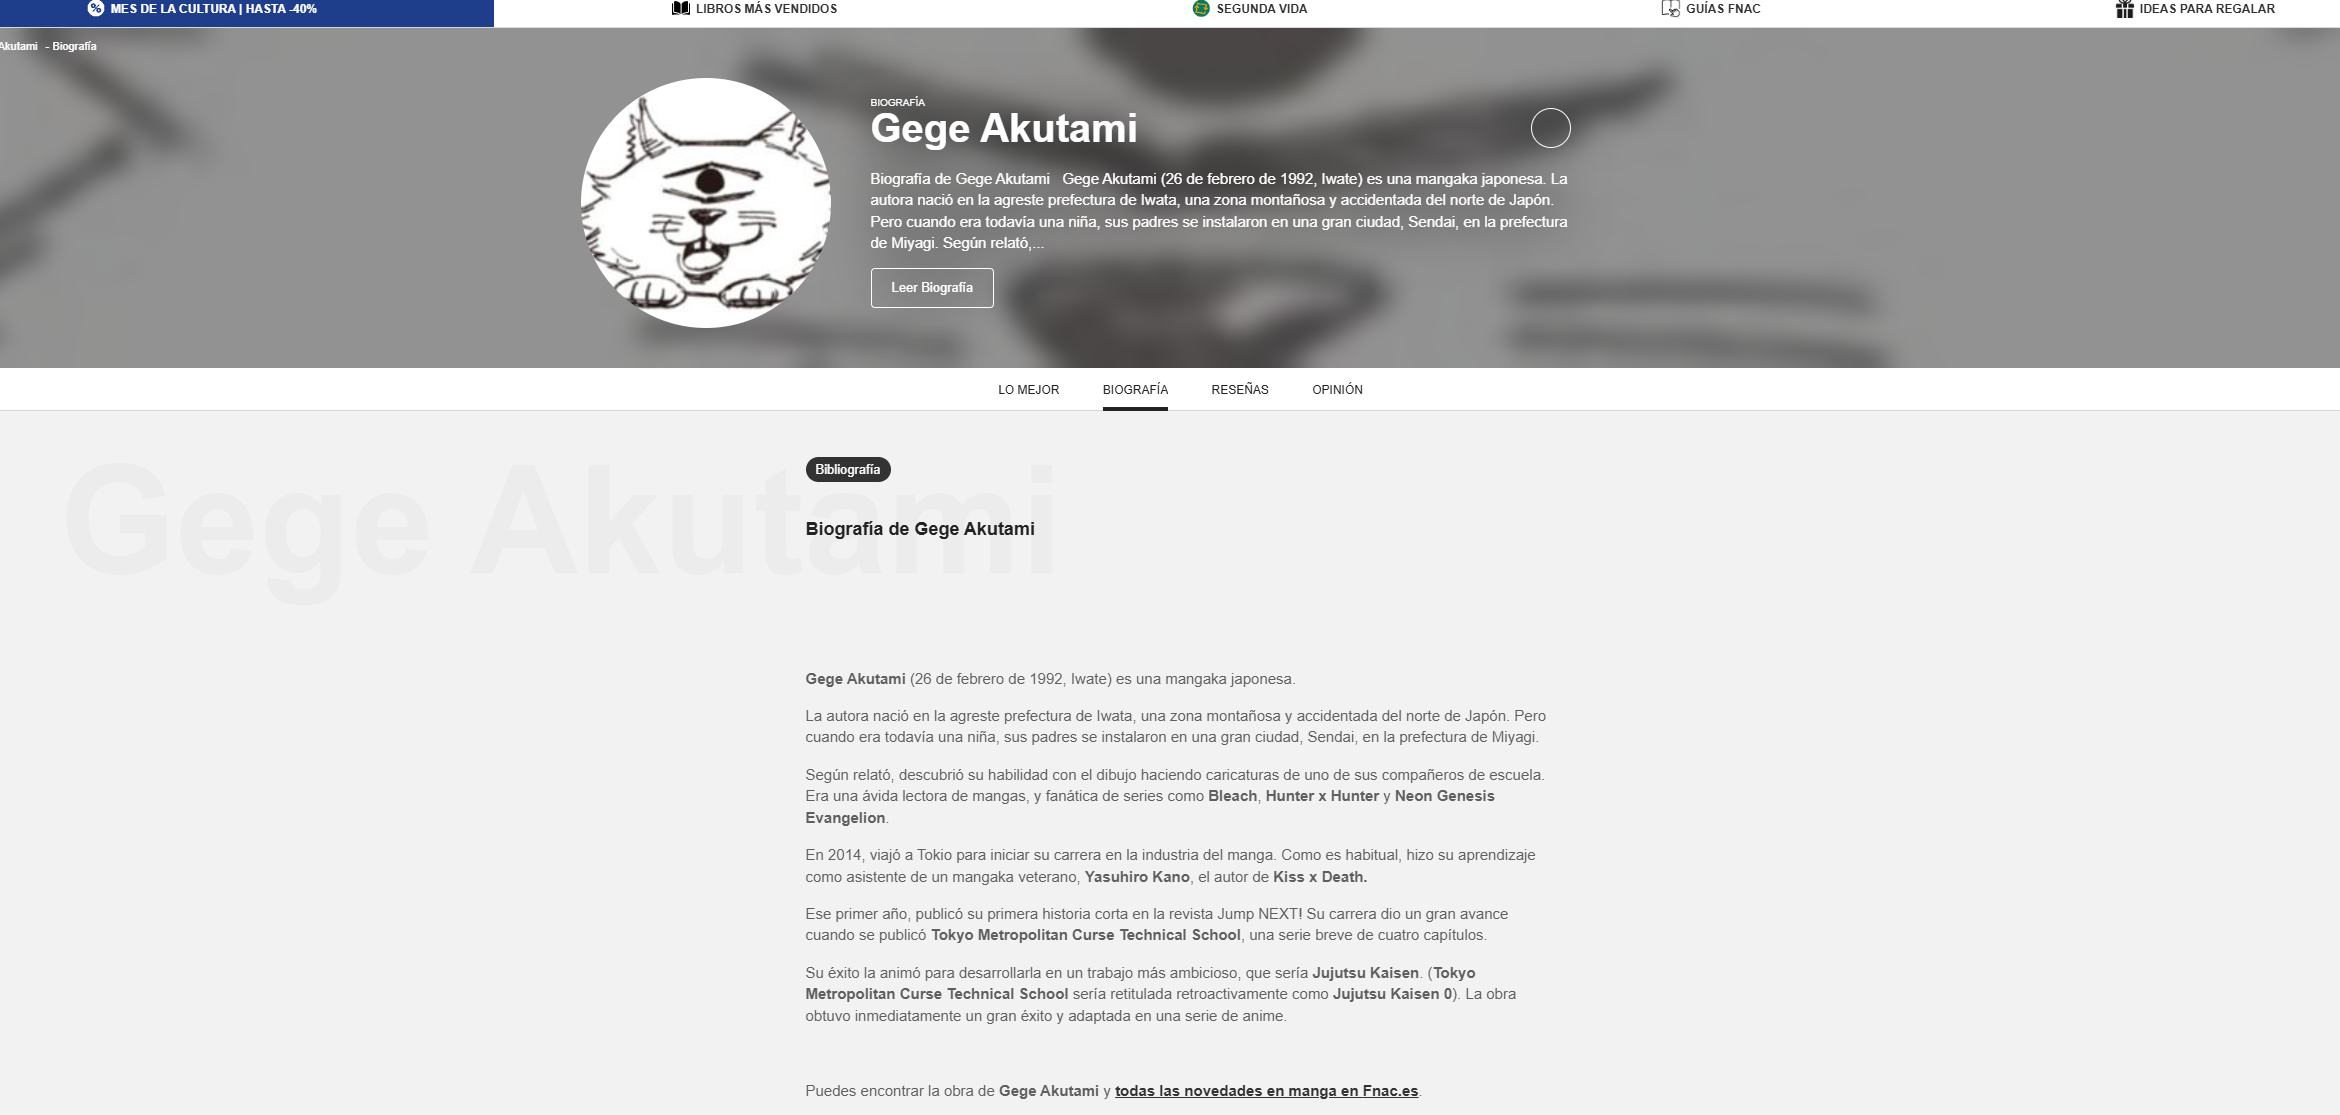 MES DE LA CULTURA | HASTA -40%
LIBROS MÁS VENDIDOS
SEGUNDA VIDA
GUÍAS FNAC
IDEAS PARA REGALAR
Akutami - Biografía
BIOGRAFÍA
Gege Akutami
Biografía de Gege Akutami Gege Akutami (26 de febrero de 1992, Iwate) es una mangaka japonesa. La
autora nació en la agreste prefectura de Iwata, una zona montañosa y accidentada del norte de Japón.
Pero cuando era todavía una niña, sus padres se instalaron en una gran ciudad, Sendai, en la prefectura
de Miyagi. Según relató,...
Leer Biografía
LO MEJOR
BIOGRAFÍA
RESEÑAS
OPINIÓN
Gege Akutami
Bibliografía
Biografía de Gege Akutami
Gege Akutami (26 de febrero de 1992, Iwate) es una mangaka japonesa.
La autora nació en la agreste prefectura de Iwata, una zona montañosa y accidentada del norte de Japón. Pero
cuando era todavía una niña, sus padres se instalaron en una gran ciudad, Sendai, en la prefectura de Miyagi.
Según relató, descubrió su habilidad con el dibujo haciendo caricaturas de uno de sus compañeros de escuela.
Era una ávida lectora de mangas, y fanática de series como Bleach, Hunter x Hunter y Neon Genesis
Evangelion.
En 2014, viajó a Tokio para iniciar su carrera en la industria del manga. Como es habitual, hizo su aprendizaje
como asistente de un mangaka veterano, Yasuhiro Kano, el autor de Kiss x Death.
Ese primer año, publicó su primera historia corta en la revista Jump NEXT! Su carrera dio un gran avance
cuando se publicó Tokyo Metropolitan Curse Technical School, una serie breve de cuatro capítulos.
Su éxito la animó para desarrollarla en un trabajo más ambicioso, que sería Jujutsu Kaisen. (Tokyo
Metropolitan Curse Technical School sería retitulada retroactivamente como Jujutsu Kaisen 0). La obra
obtuvo inmediatamente un gran éxito y adaptada en una serie de anime.
Puedes encontrar la obra de Gege Akutami y todas las novedades en manga en Fnac.es.